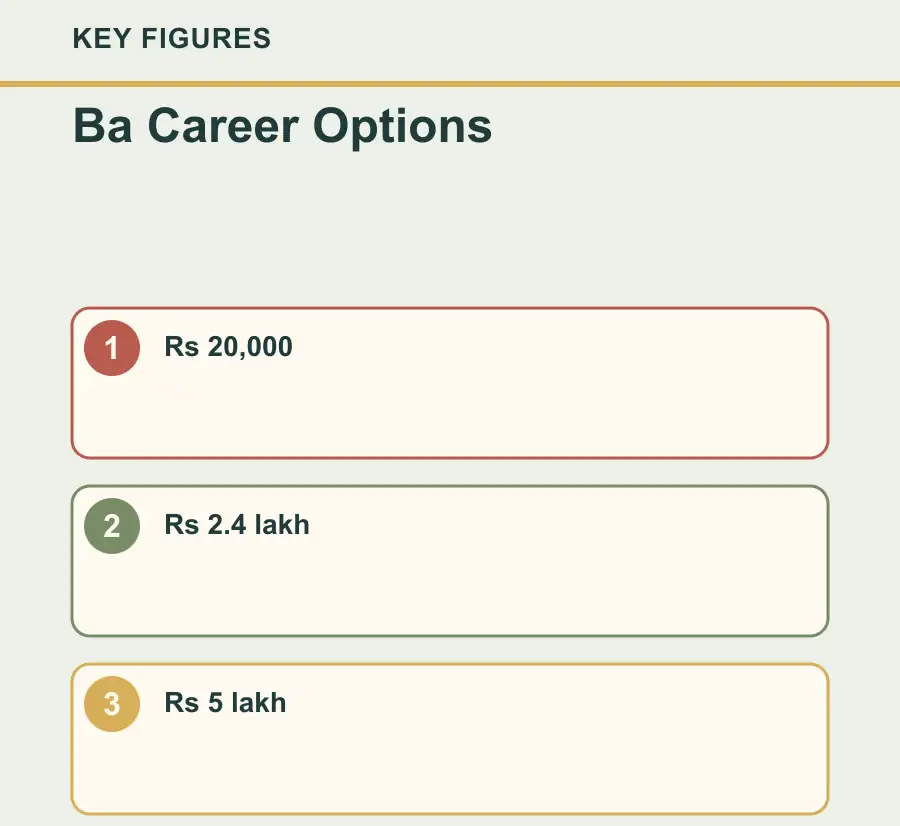 KEY FIGURES
Ba Career Options
1 Rs 20,000
2 Rs 2.4 lakh
3 Rs 5 lakh